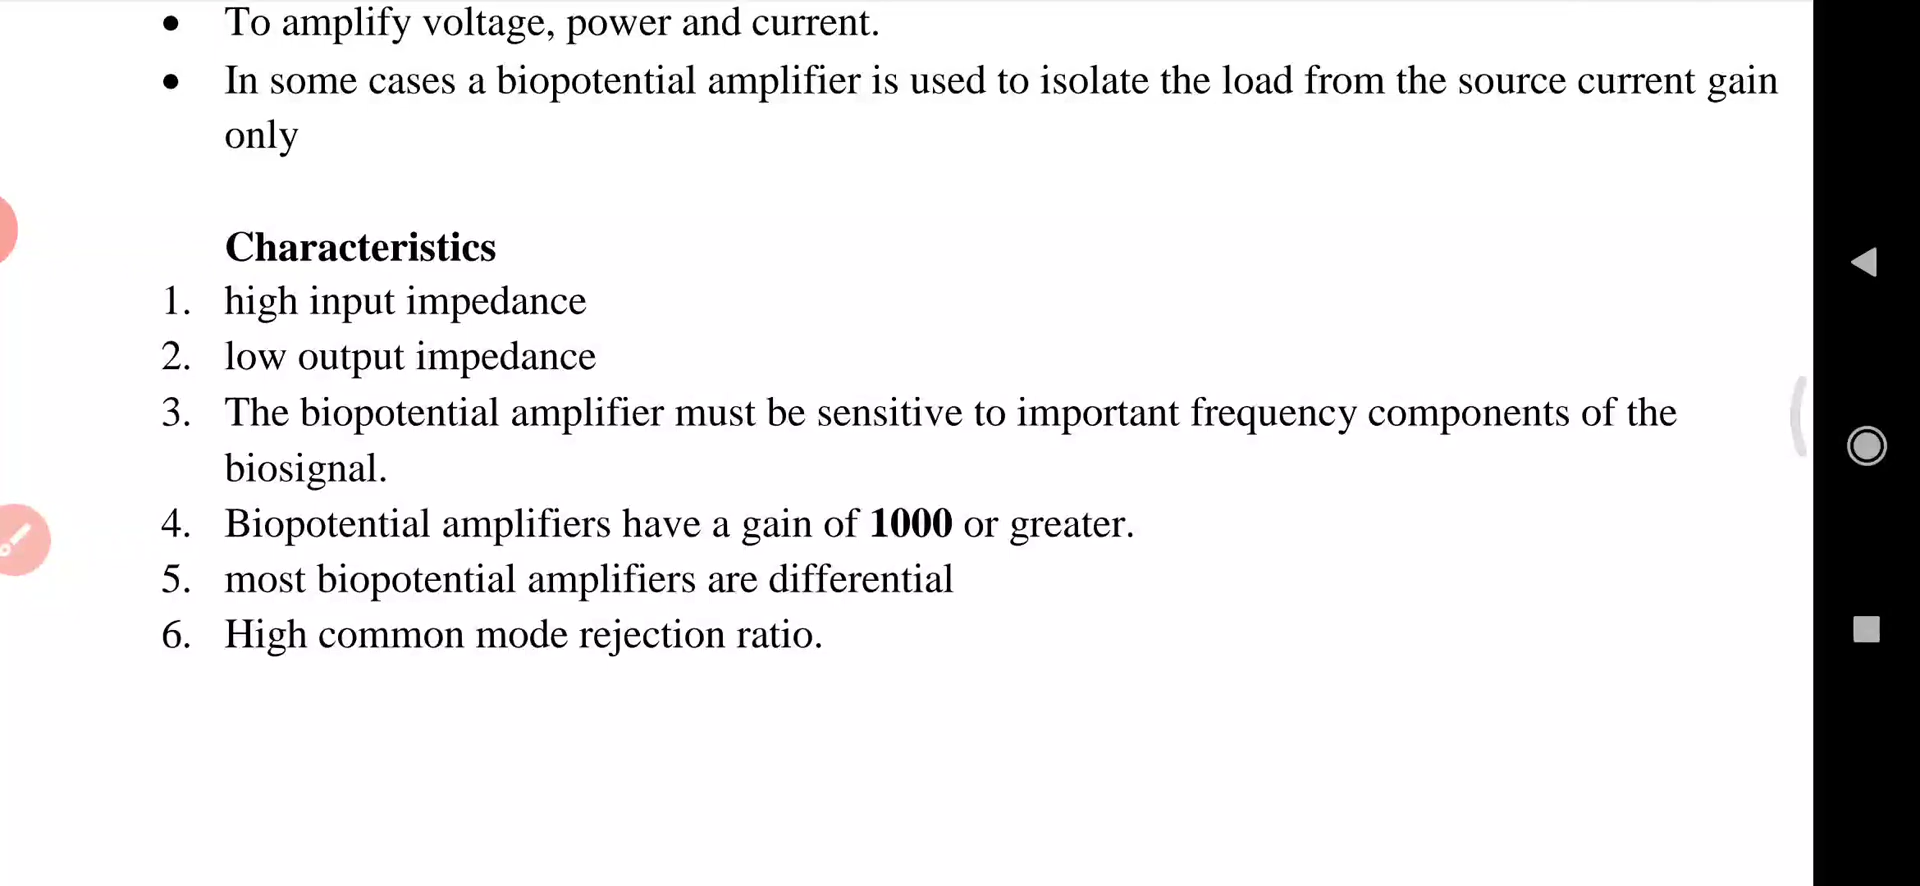 • To amplify voltage, power and current.
• In some cases a biopotential amplifier is used to isolate the load from the source current gain
only
Characteristics
1. high input impedance
2. low output impedance
3. The biopotential amplifier must be sensitive to important frequency components of the
biosignal.
4. Biopotential amplifiers have a gain of 1000 or greater.
5. most biopotential amplifiers are differential
6. High common mode rejection ratio.